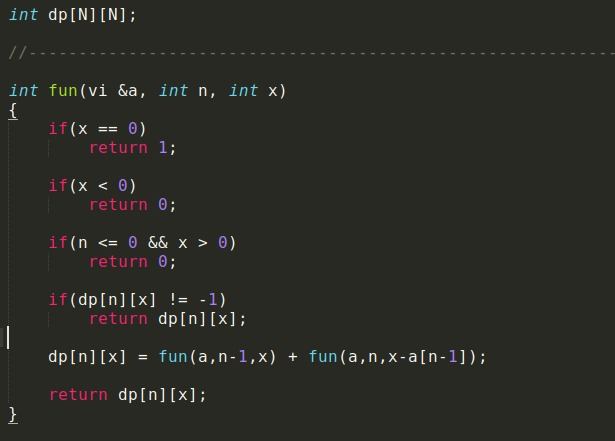 int dp[N][N];
//------------------------------------------------------------
int fun(vi &a, int n, int x)
{
if(x == 0)
return 1;
if(x < 0)
return 0;
if(n <= 0 && x > 0)
return 0;
if(dp[n][x] != -1)
return dp[n][x];
dp[n][x] = fun(a,n-1,x) + fun(a,n,x-a[n-1]);
return dp[n][x];
}